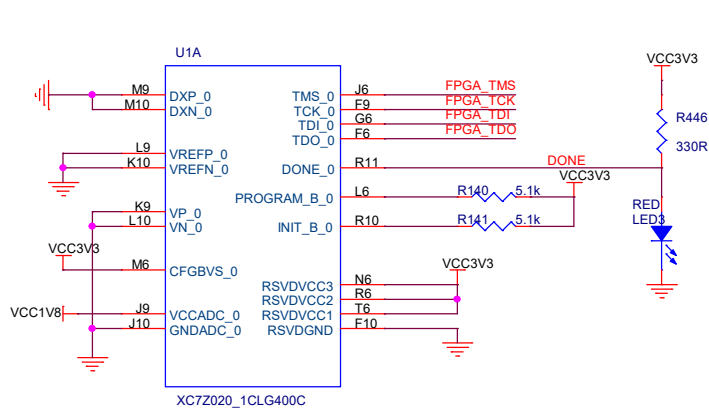 U1A
VCC3V3
M9 DXP_0 TMS_0 J6 FPGA_TMS
M10 DXN_0 TCK_0 F9 FPGA_TCK
TDI_0 G6 FPGA_TDI
TDO_0 F6 FPGA_TDO
R446
330R
L9 VREFP_0
K10 VREFN_0 DONE_0 R11 DONE
VCC3V3
PROGRAM_B_0 L6 R140 5.1k
K9 VP_0
L10 VN_0 INIT_B_0 R10 R141 5.1k
RED
LED3
VCC3V3
M6 CFGBVS_0
VCC3V3
RSVDVCC3 N6
RSVDVCC2 R6
VCC1V8 J9 VCCADC_0 RSVDVCC1 T6
J10 GNDADC_0 RSVDGND F10
XC7Z020_1CLG400C